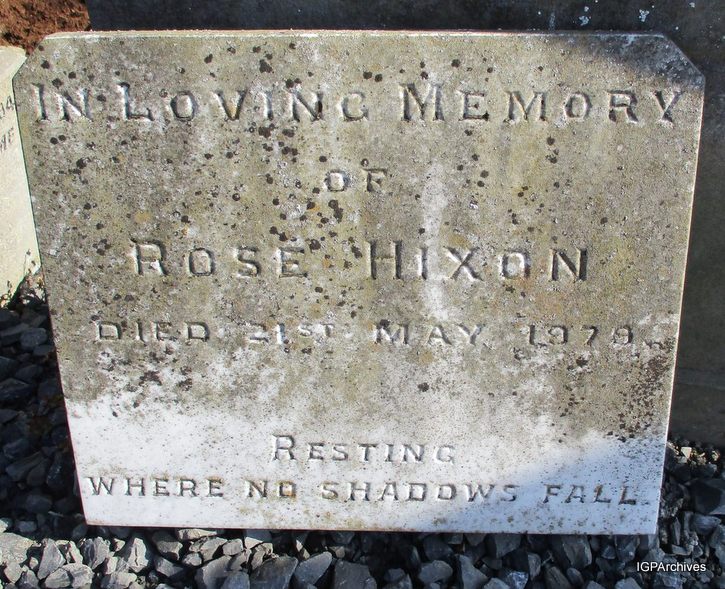 IN LOVING MEMORY
OF
ROSE HIXON
DIED 21ST MAY, 1979.
RESTING
WHERE NO SHADOWS FALL
IGPArchives